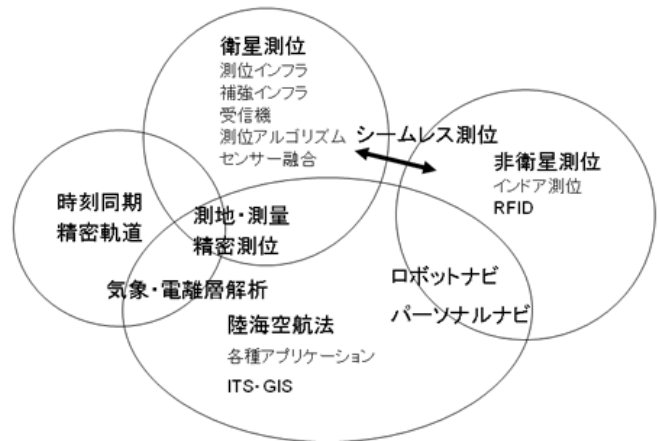 衛星測位
測位インフラ
補強インフラ
受信機
測位アルゴリズム
センサー融合
シームレス測位
非衛星測位
インドア測位
RFID
時刻同期
精密軌道
測地・測量
精密測位
気象・電離層解析
ロボットナビ
パーソナルナビ
陸海空航法
各種アプリケーション
ITS・GIS